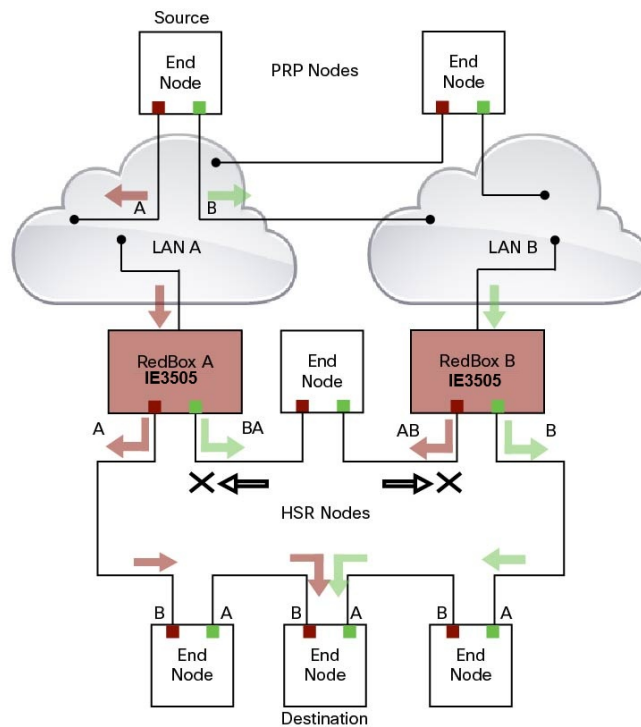 Source
End
Node
PRP Nodes
End
Node
A
B
LAN A
LAN B
RedBox A
IE3505
End
Node
RedBox B
IE3505
A
BA
AB
B
HSR Nodes
B
A
B
A
B
A
End
Node
End
Node
End
Node
Destination